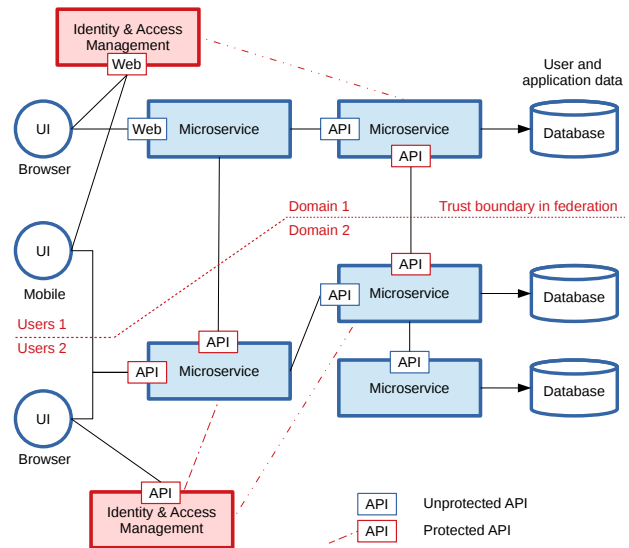 Identity & Access
Management
Web
User and
application data
UI
Web
Microservice
API
Microservice
Database
API
Browser
Domain 1
Trust boundary in federation
Domain 2
UI
Mobile
API
API
Microservice
Database
Users 1
Users 2
API
API
Microservice
API
Microservice
Database
UI
Browser
API
Identity & Access
Management
API
Unprotected API
API
Protected API